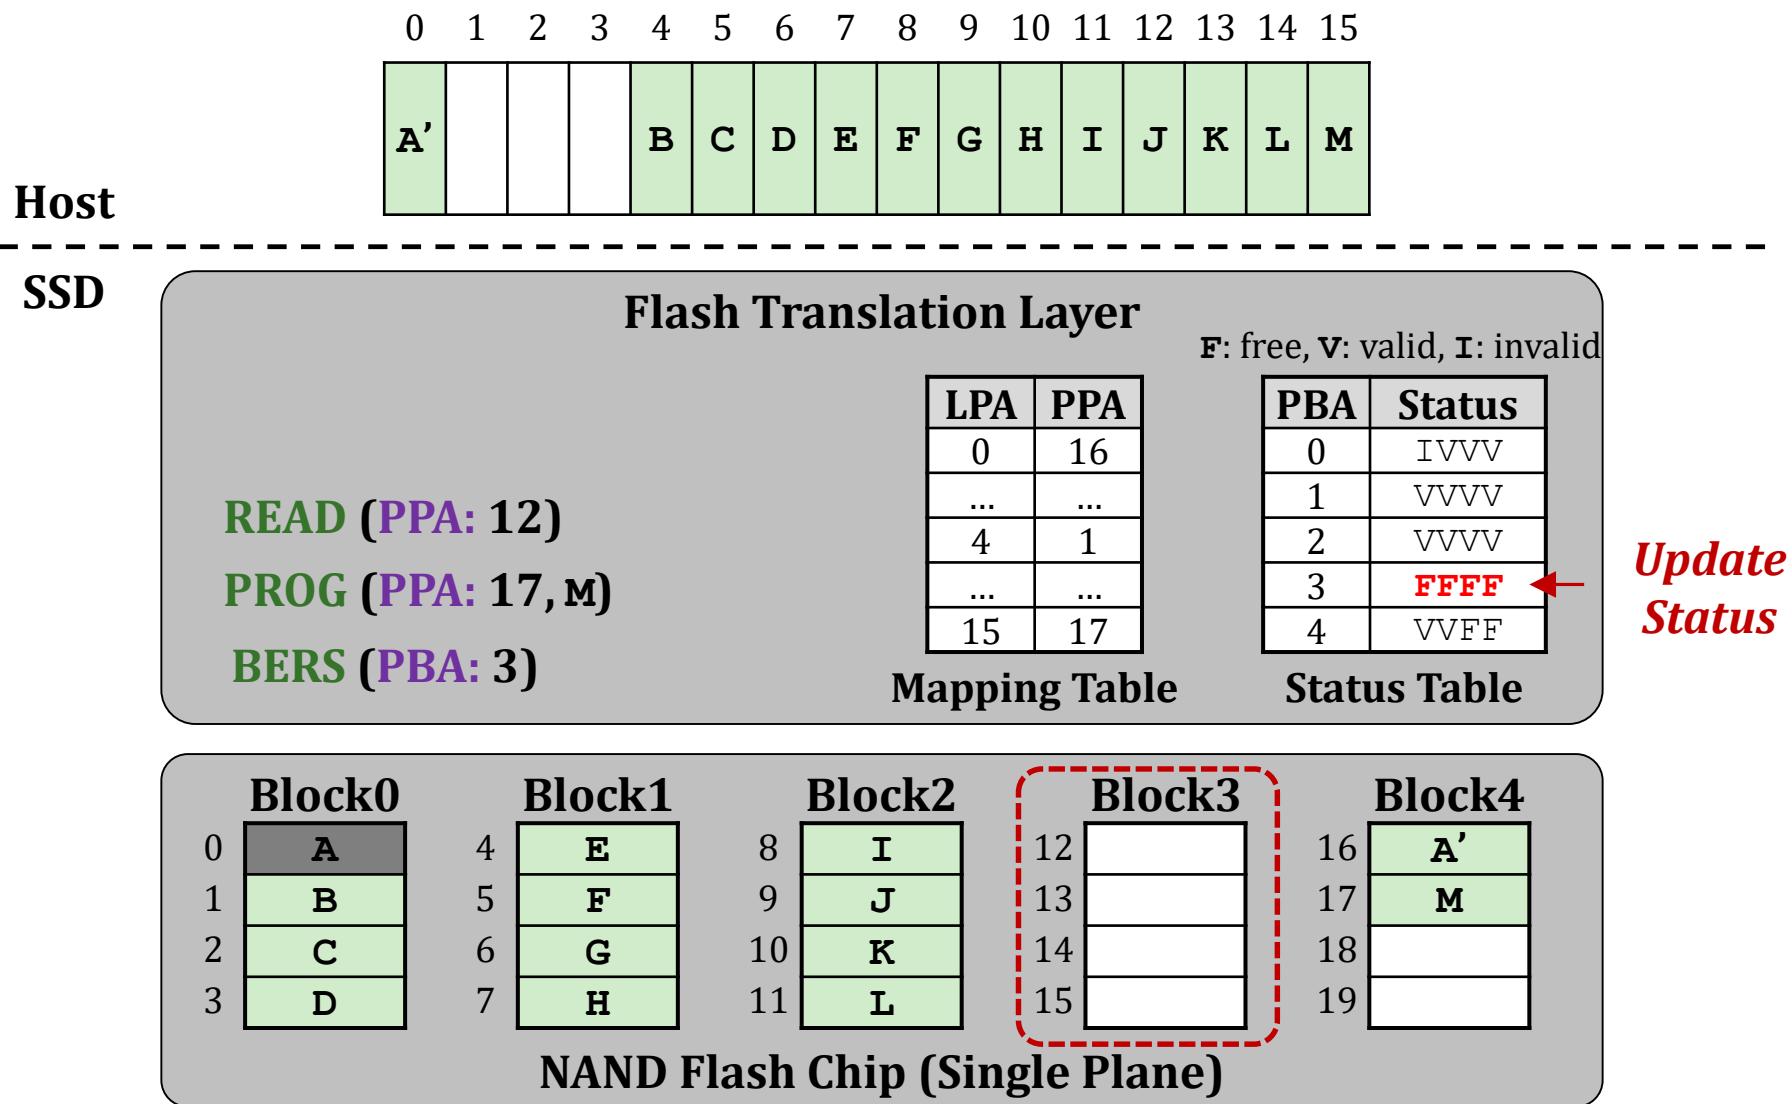 0 1 2 3 4 5 6 7 8 9 10 11 12 13 14 15
A’ B C D E F G H I J K L M
Host
SSD
Flash Translation Layer
F: free, V: valid, I: invalid
LPA PPA
0 16
... ...
4 1
... ...
15 17
Mapping Table
PBA Status
0 IVVV
1 VVVV
2 VVVV
3 FFFF
4 VVFF
Status Table
Update
Status
READ (PPA: 12)
PROG (PPA: 17, M)
BERS (PBA: 3)
Block0
0 A
1 B
2 C
3 D
Block1
4 E
5 F
6 G
7 H
Block2
8 I
9 J
10 K
11 L
Block3
12
13
14
15
Block4
16 A’
17 M
18
19
NAND Flash Chip (Single Plane)